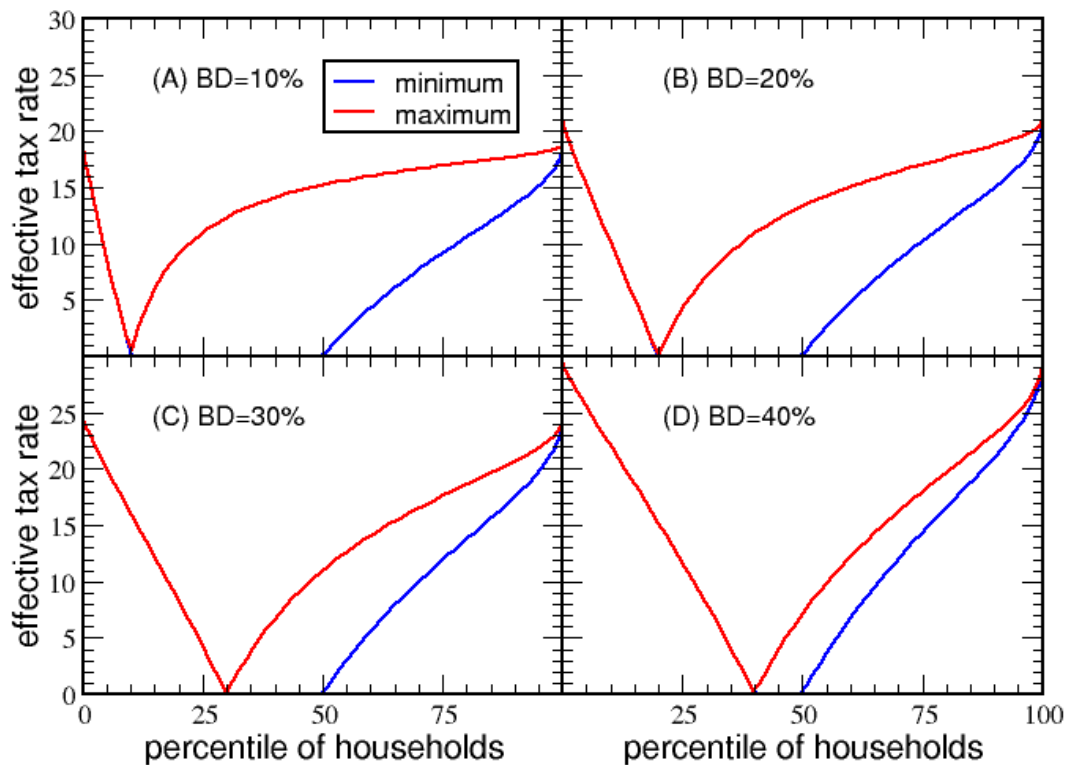 30
25
20
15
10
5
effective tax rate
(A) BD=10%
minimum
maximum
(B) BD=20%
25
20
15
10
5
0
effective tax rate
(C) BD=30%
(D) BD=40%
0 25 50 75
25 50 75 100
percentile of households
percentile of households